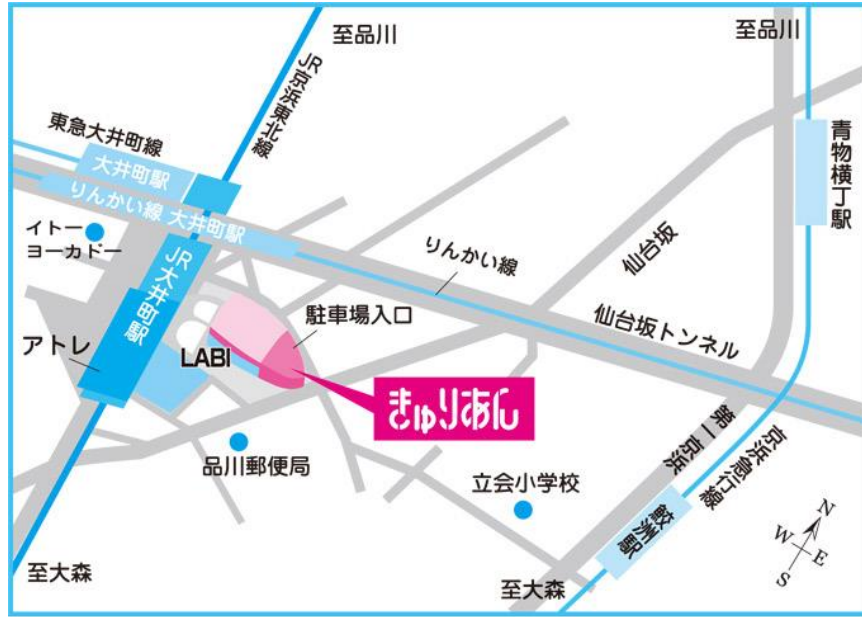 至品川
至品川
JR京浜東北線
東急大井町線
大井町駅
りんかい線 大井町駅
青物横丁駅
イトー
ヨーカドー
JR大井町駅
りんかい線
仙台坂
駐車場入口
仙台坂トンネル
アトレ
LABI
きゅりあん
第一京浜
京浜急行線
品川郵便局
立会小学校
鮫洲駅
N
W
E
S
至大森
至大森